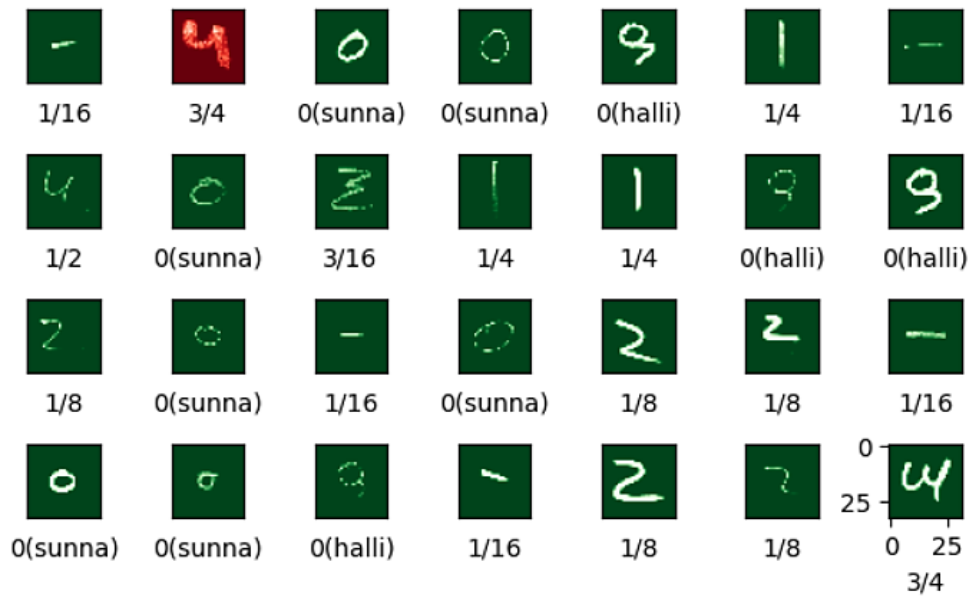 1/16 3/4 0(sunna) 0(sunna) 0(halli) 1/4 1/16
1/2 0(sunna) 3/16 1/4 1/4 0(halli) 0(halli)
1/8 0(sunna) 1/16 0(sunna) 1/8 1/8 1/16
0
25
0(sunna) 0(sunna) 0(halli) 1/16 1/8 1/8 0 25
3/4